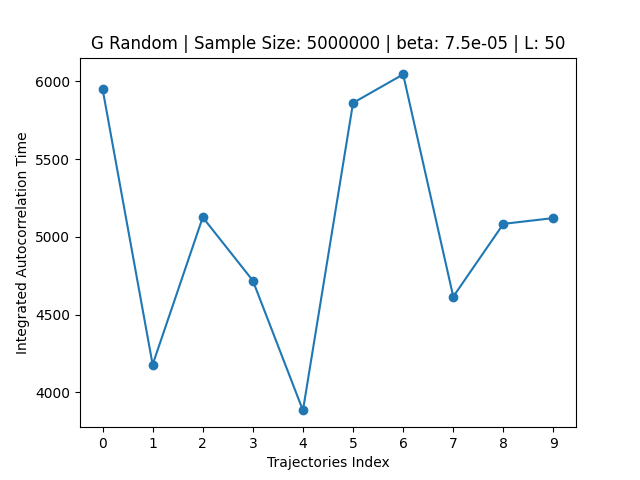 G Random | Sample Size: 5000000 | beta: 7.5e-05 | L: 50
Integrated Autocorrelation Time
6000
5500
5000
4500
4000
0 1 2 3 4 5 6 7 8 9
Trajectories Index